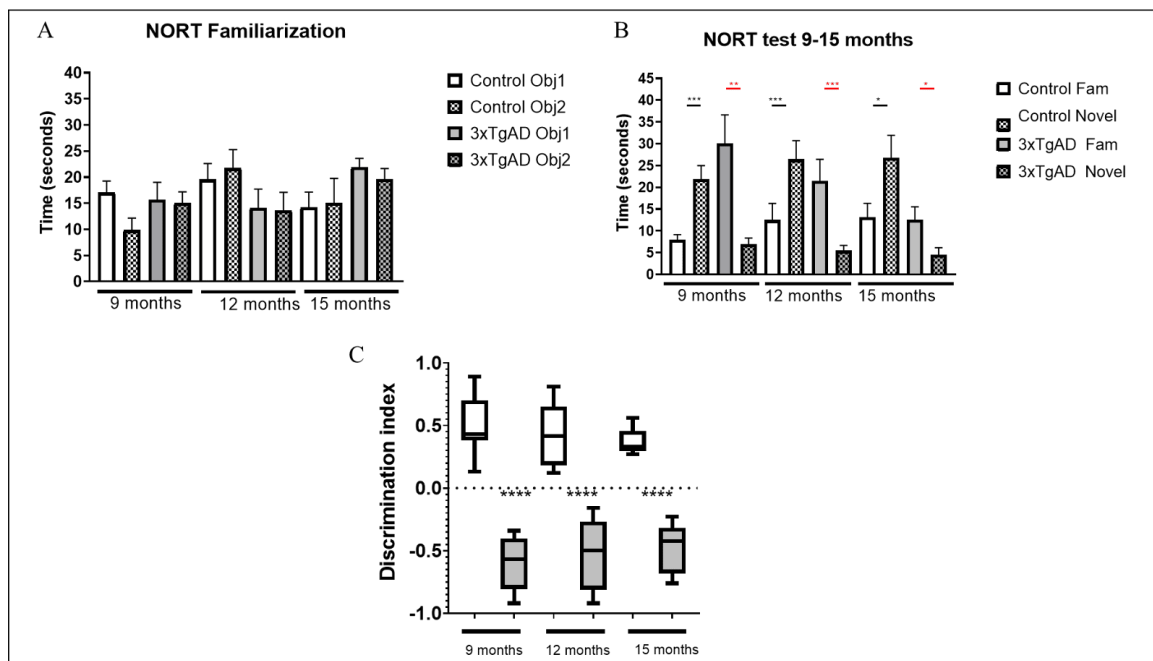 A
NORT Familiarization
Time (seconds)
40
35
30
25
20
15
10
5
0
9 months
12 months
15 months
Control Obj1
Control Obj2
3xTgAD Obj1
3xTgAD Obj2
B
NORT test 9-15 months
Time (seconds)
45
40
35
30
25
20
15
10
5
0
*** ** *** *** * *
9 months
12 months
15 months
Control Fam
Control Novel
3xTgAD Fam
3xTgAD Novel
C
Discrimination index
1.0
0.5
0.0
-0.5
-1.0
**** **** ****
9 months
12 months
15 months